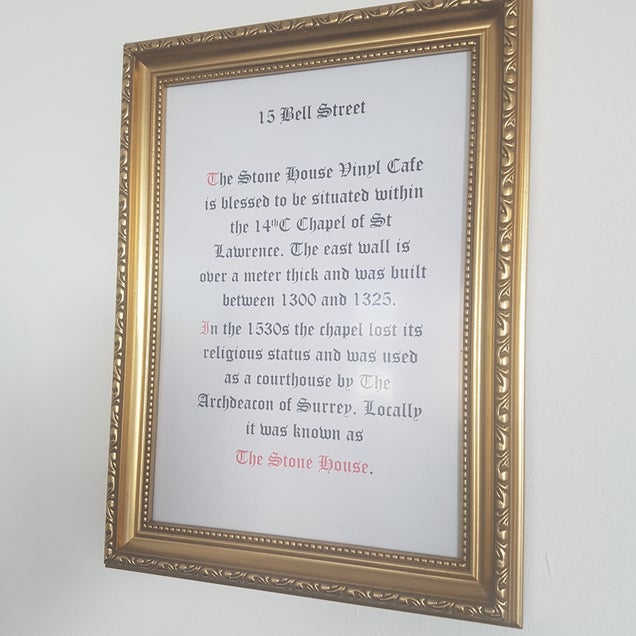 15 Bell Street
The Stone House Vinyl Cafe
is blessed to be situated within
the 14thC Chapel of St
Lawrence. The east wall is
over a meter thick and was built
between 1300 and 1325.
In the 1530s the chapel lost its
religious status and was used
as a courthouse by The
Archdeacon of Surrey. Locally
it was known as
The Stone House.